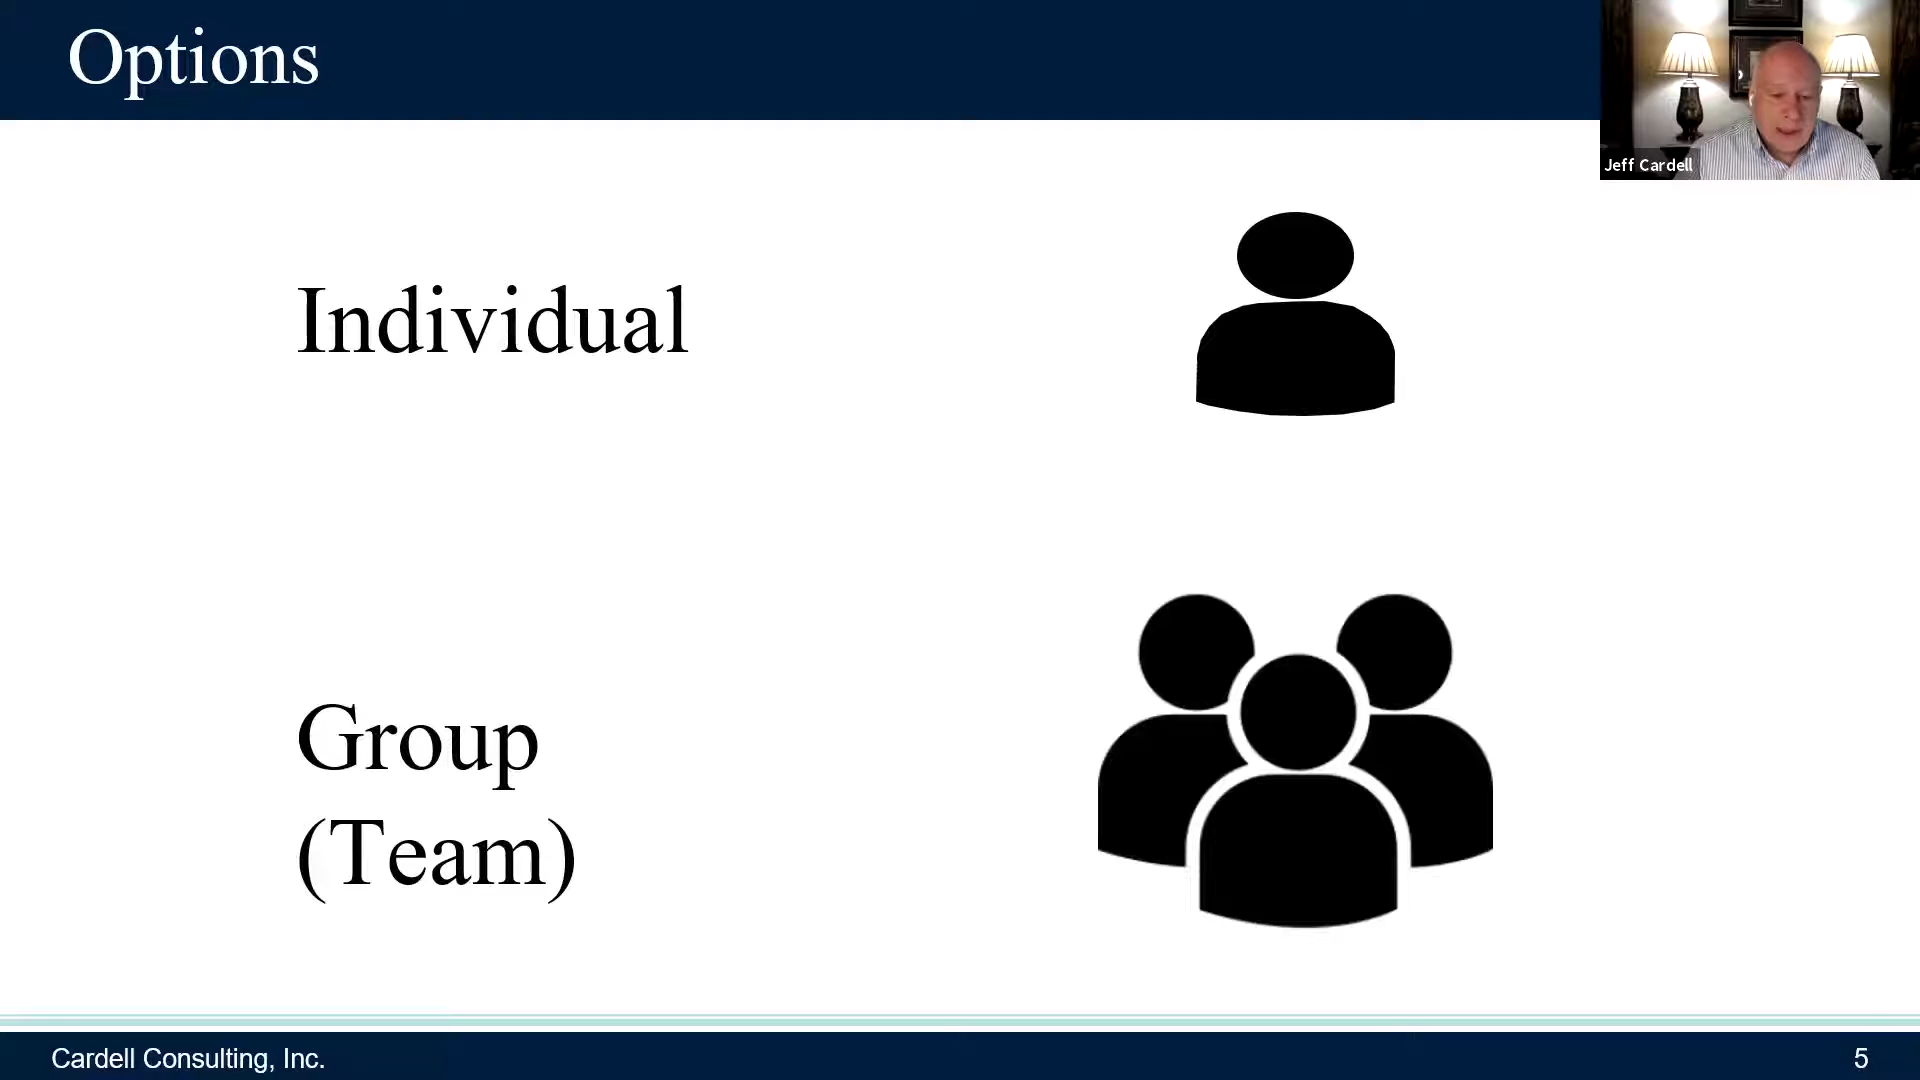 Options
Jeff Cardell
Individual
Group
(Team)
Cardell Consulting, Inc.
5